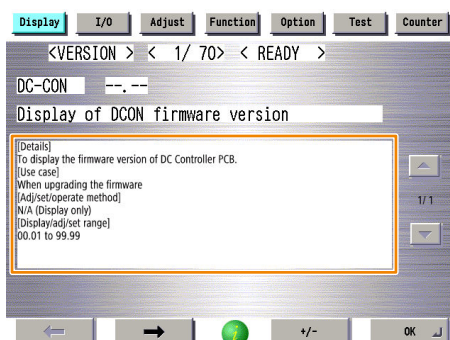 Display I/O Adjust Function Option Test Counter
<VERSION > < 1/ 70> < READY >
DC-CON --.--
Display of DCON firmware version
[Details]
To display the firmware version of DC Controller PCB.
[Use case]
When upgrading the firmware
[Adj/set/operate method]
N/A (Display only)
[Display/adj/set range]
00.01 to 99.99
1/1
i +/- OK